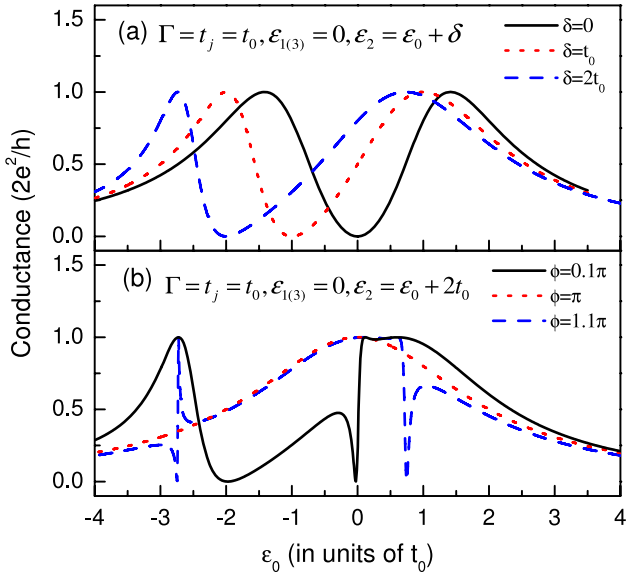 (a) Γ = t_j = t_0, ε_1(3) = 0, ε_2 = ε_0 + δ
δ=0
δ=t_0
δ=2t_0
1.5
1.0
0.5
0.0
(b) Γ = t_j = t_0, ε_1(3) = 0, ε_2 = ε_0 + 2t_0
ϕ=0.1π
ϕ=π
ϕ=1.1π
1.5
1.0
0.5
0.0
Conductance (2e²/h)
-4 -3 -2 -1 0 1 2 3 4
ε_0 (in units of t_0)